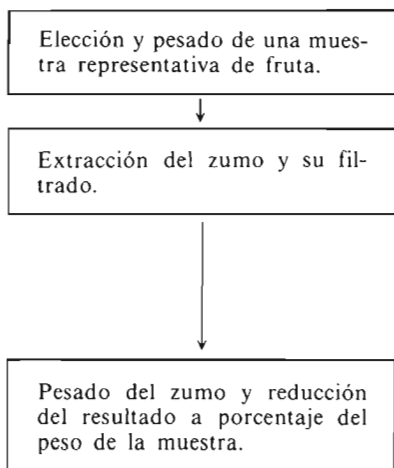 Elección y pesado de una mues-
tra representativa de fruta.
Extracción del zumo y su fil-
trado.
Pesado del zumo y reducción
del resultado a porcentaje del
peso de la muestra.